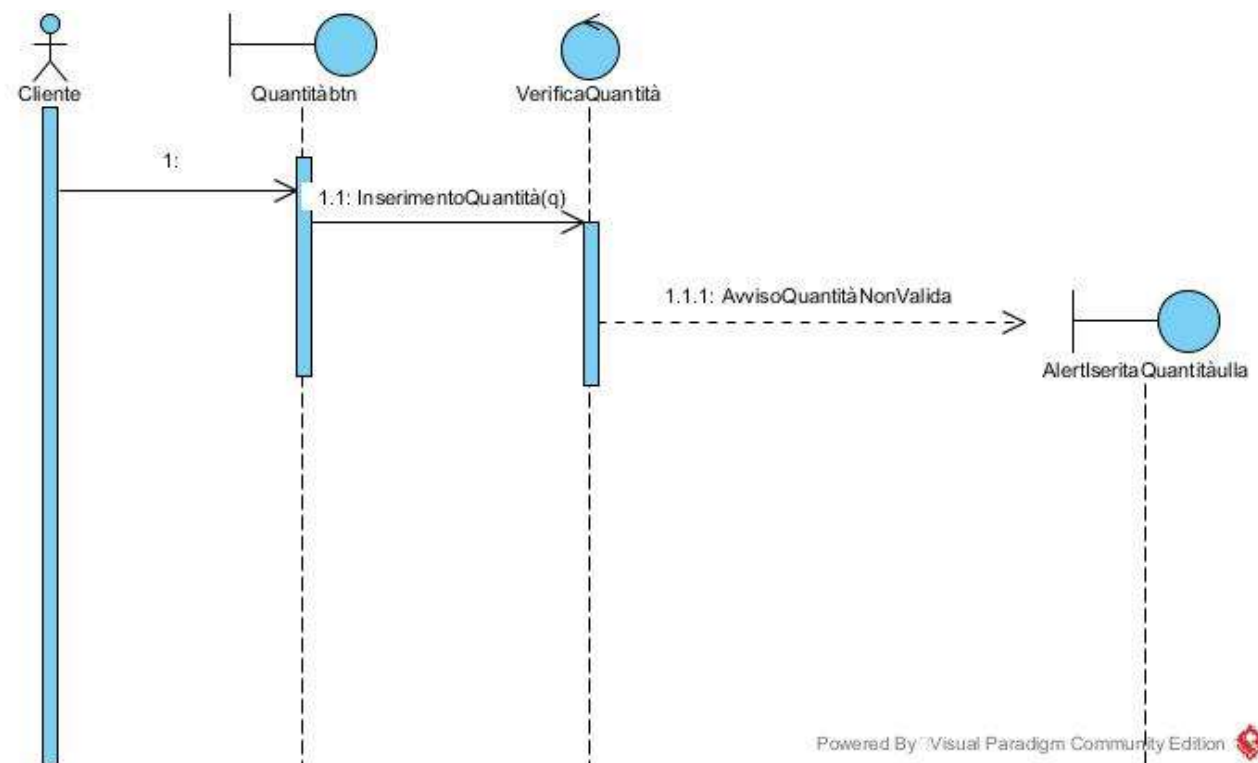 Cliente
Quantitàbtn
VerificaQuantità
1:
1.1: InserimentoQuantità(q)
1.1.1: AvvisoQuantitàNonValida
AlertIseritaQuantitàulla
Powered By Visual Paradigm Community Edition